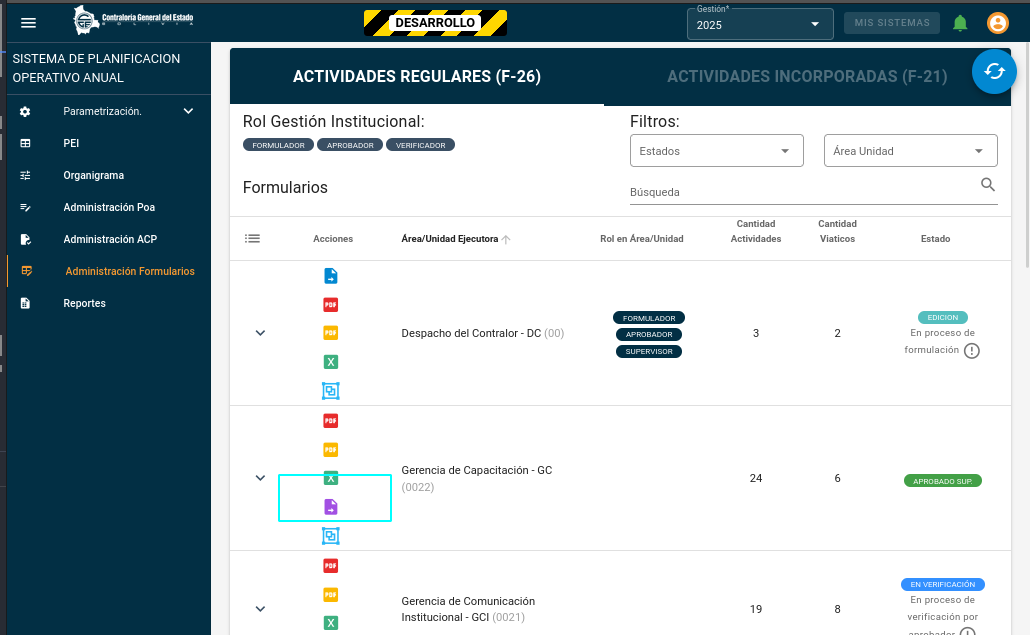 Contraloría General del Estado
BOLIVIA
DESARROLLO
Gestión*
2025
MIS SISTEMAS
SISTEMA DE PLANIFICACION
OPERATIVO ANUAL
Parametrización.
PEI
Organigrama
Administración Poa
Administración ACP
Administración Formularios
Reportes
ACTIVIDADES REGULARES (F-26)
ACTIVIDADES INCORPORADAS (F-21)
Rol Gestión Institucional:
FORMULADOR APROBADOR VERIFICADOR
Filtros:
Estados
Área Unidad
Formularios
Búsqueda
Acciones
Área/Unidad Ejecutora
Rol en Área/Unidad
Cantidad
Actividades
Cantidad
Viaticos
Estado
PDF
PDF
X
Despacho del Contralor - DC (00)
FORMULADOR
APROBADOR
SUPERVISOR
3
2
EDICION
En proceso de
formulación
PDF
PDF
X
Gerencia de Capacitación - GC
(0022)
24
6
APROBADO SUP.
PDF
PDF
X
Gerencia de Comunicación
Institucional - GCI (0021)
19
8
EN VERIFICACIÓN
En proceso de
verificación por
aprobador